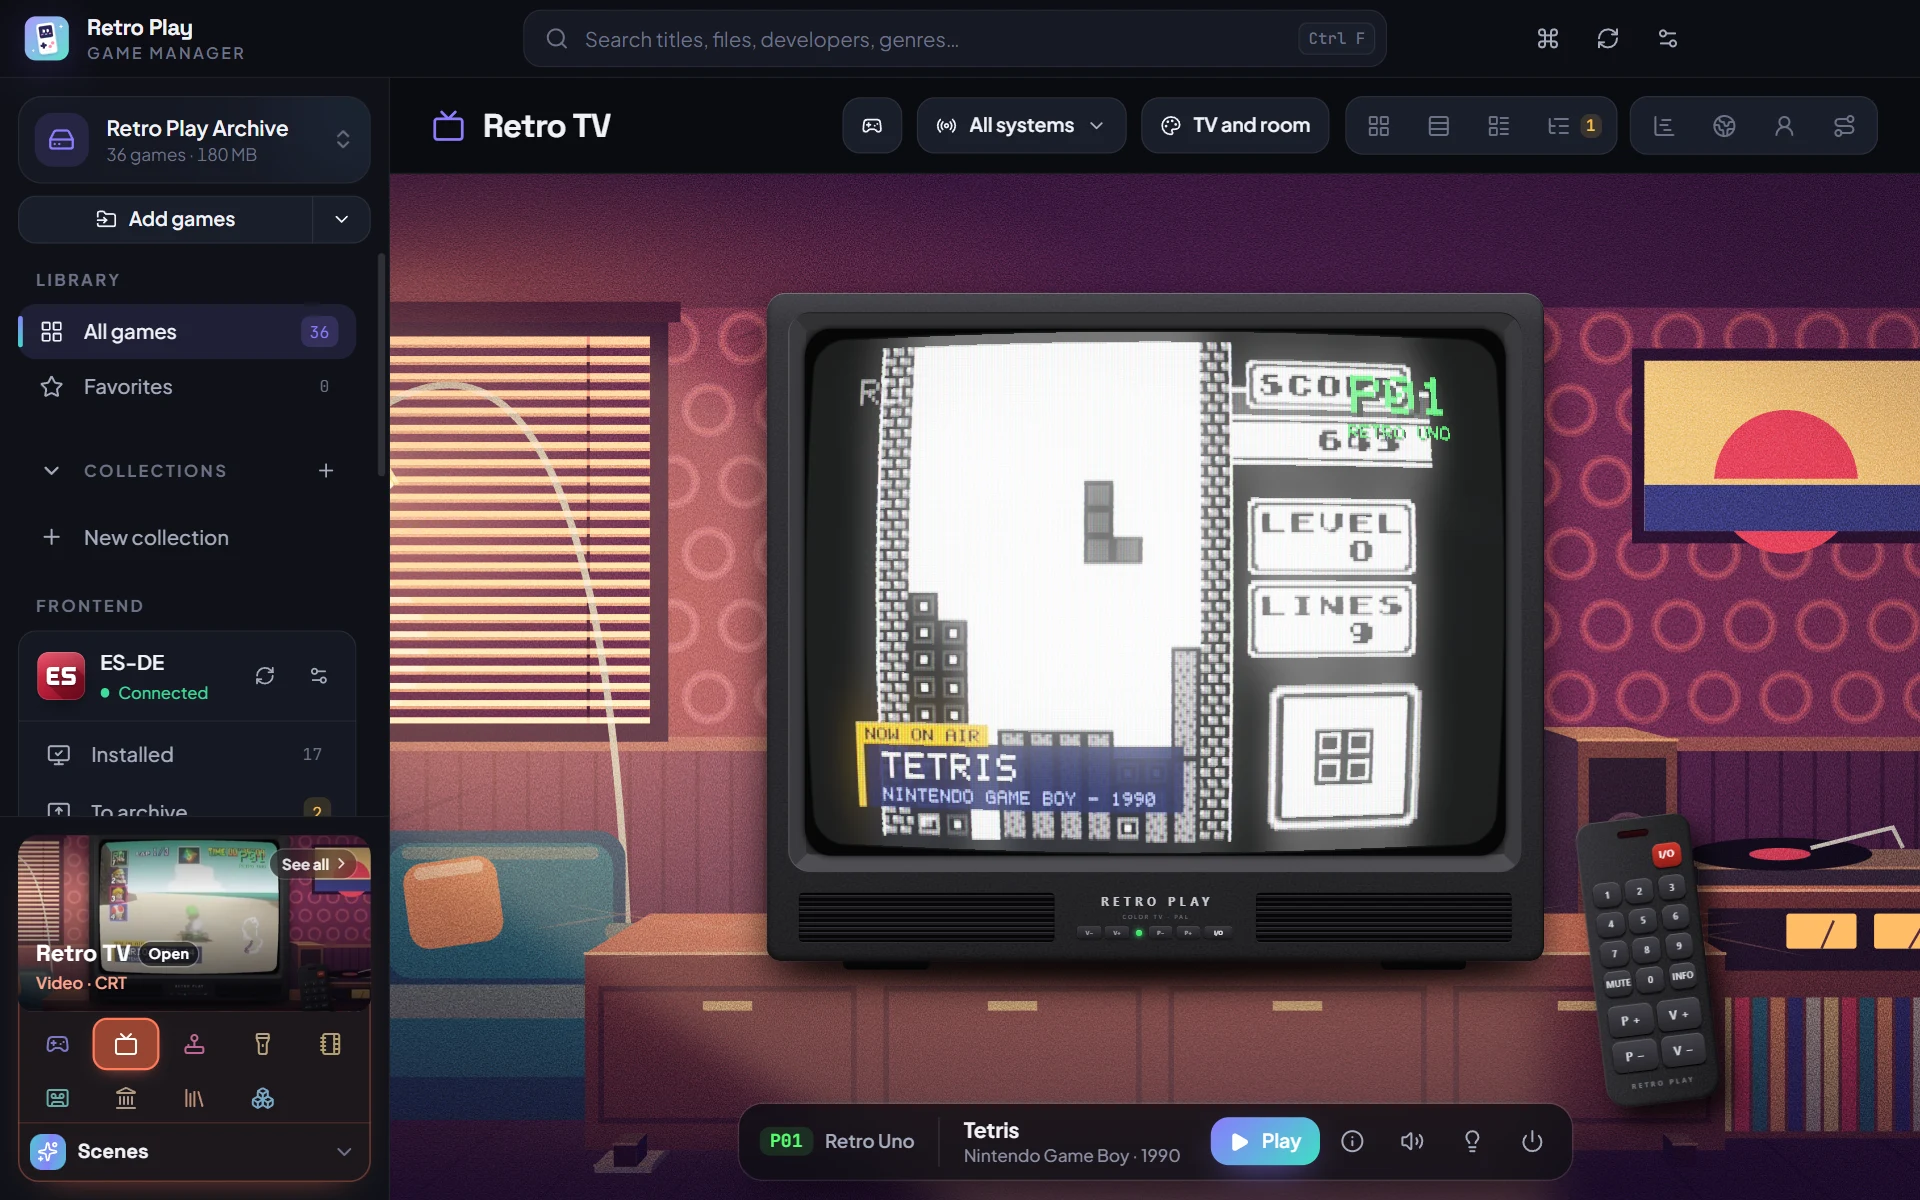 Retro Play
GAME MANAGER
Search titles, files, developers, genres...
Ctrl F
Retro Play Archive
36 games · 180 MB
Add games
LIBRARY
All games
36
Favorites
0
COLLECTIONS
New collection
FRONTEND
ES
ES-DE
Connected
Installed
17
To archive
2
See all
Retro TV
Open
Video · CRT
Scenes
Retro TV
All systems
TV and room
1
P01
RETRO UNO
LEVEL
0
LINES
9
NOW ON AIR
TETRIS
NINTENDO GAME BOY - 1990
RETRO PLAY
COLOR TV · PAL
V-
V+
P-
P+
I/O
I/O
1
2
3
4
5
6
7
8
9
MUTE
0
INFO
P +
V +
P -
V -
RETRO PLAY
P01
Retro Uno
Tetris
Nintendo Game Boy · 1990
Play